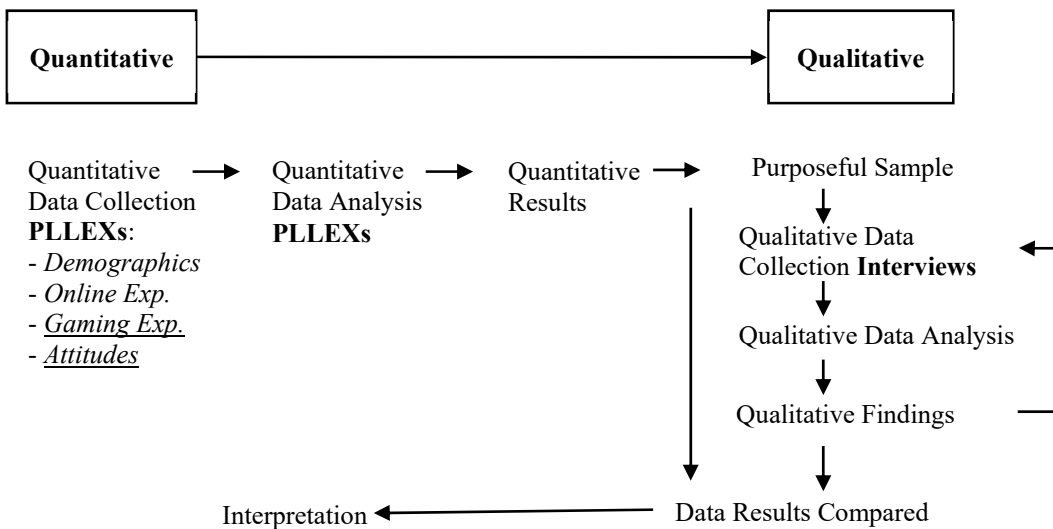 Quantitative
Qualitative
Quantitative
Data Collection
PLLEXs:
- Demographics
- Online Exp.
- Gaming Exp.
- Attitudes
Quantitative
Data Analysis
PLLEXs
Quantitative
Results
Purposeful Sample
Qualitative Data
Collection Interviews
Qualitative Data Analysis
Qualitative Findings
Data Results Compared
Interpretation